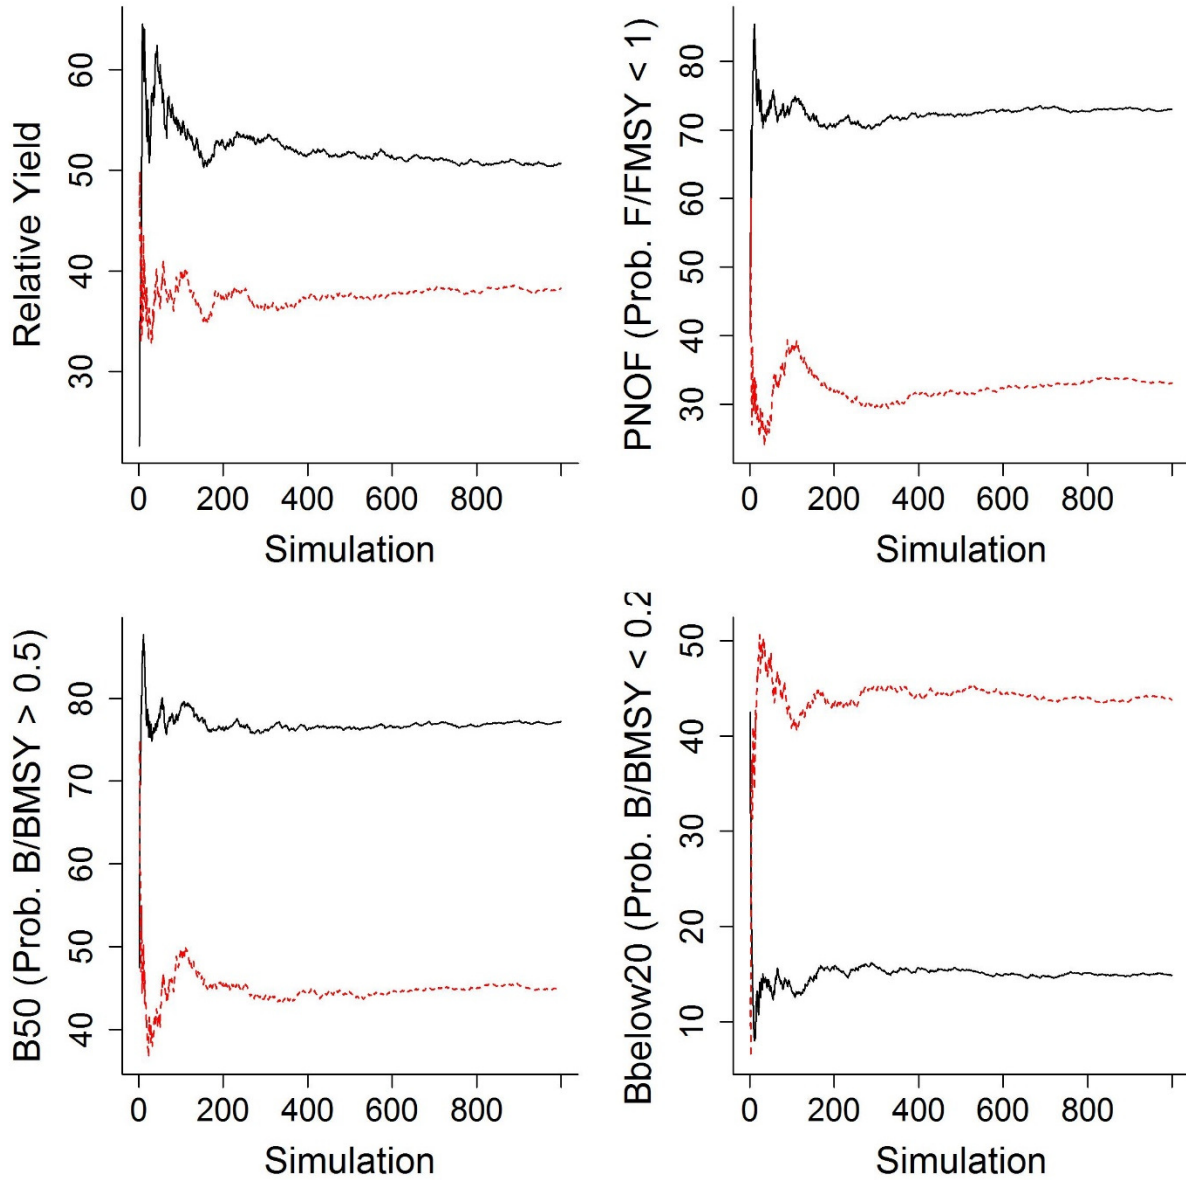 Relative Yield
60
50
40
30
0 200 400 600 800
Simulation
PNOF (Prob. F/FMSY < 1)
80
70
60
50
40
30
0 200 400 600 800
Simulation
B50 (Prob. B/BMSY > 0.5)
80
70
60
50
40
0 200 400 600 800
Simulation
Bbelow20 (Prob. B/BMSY < 0.2
50
40
30
20
10
0 200 400 600 800
Simulation